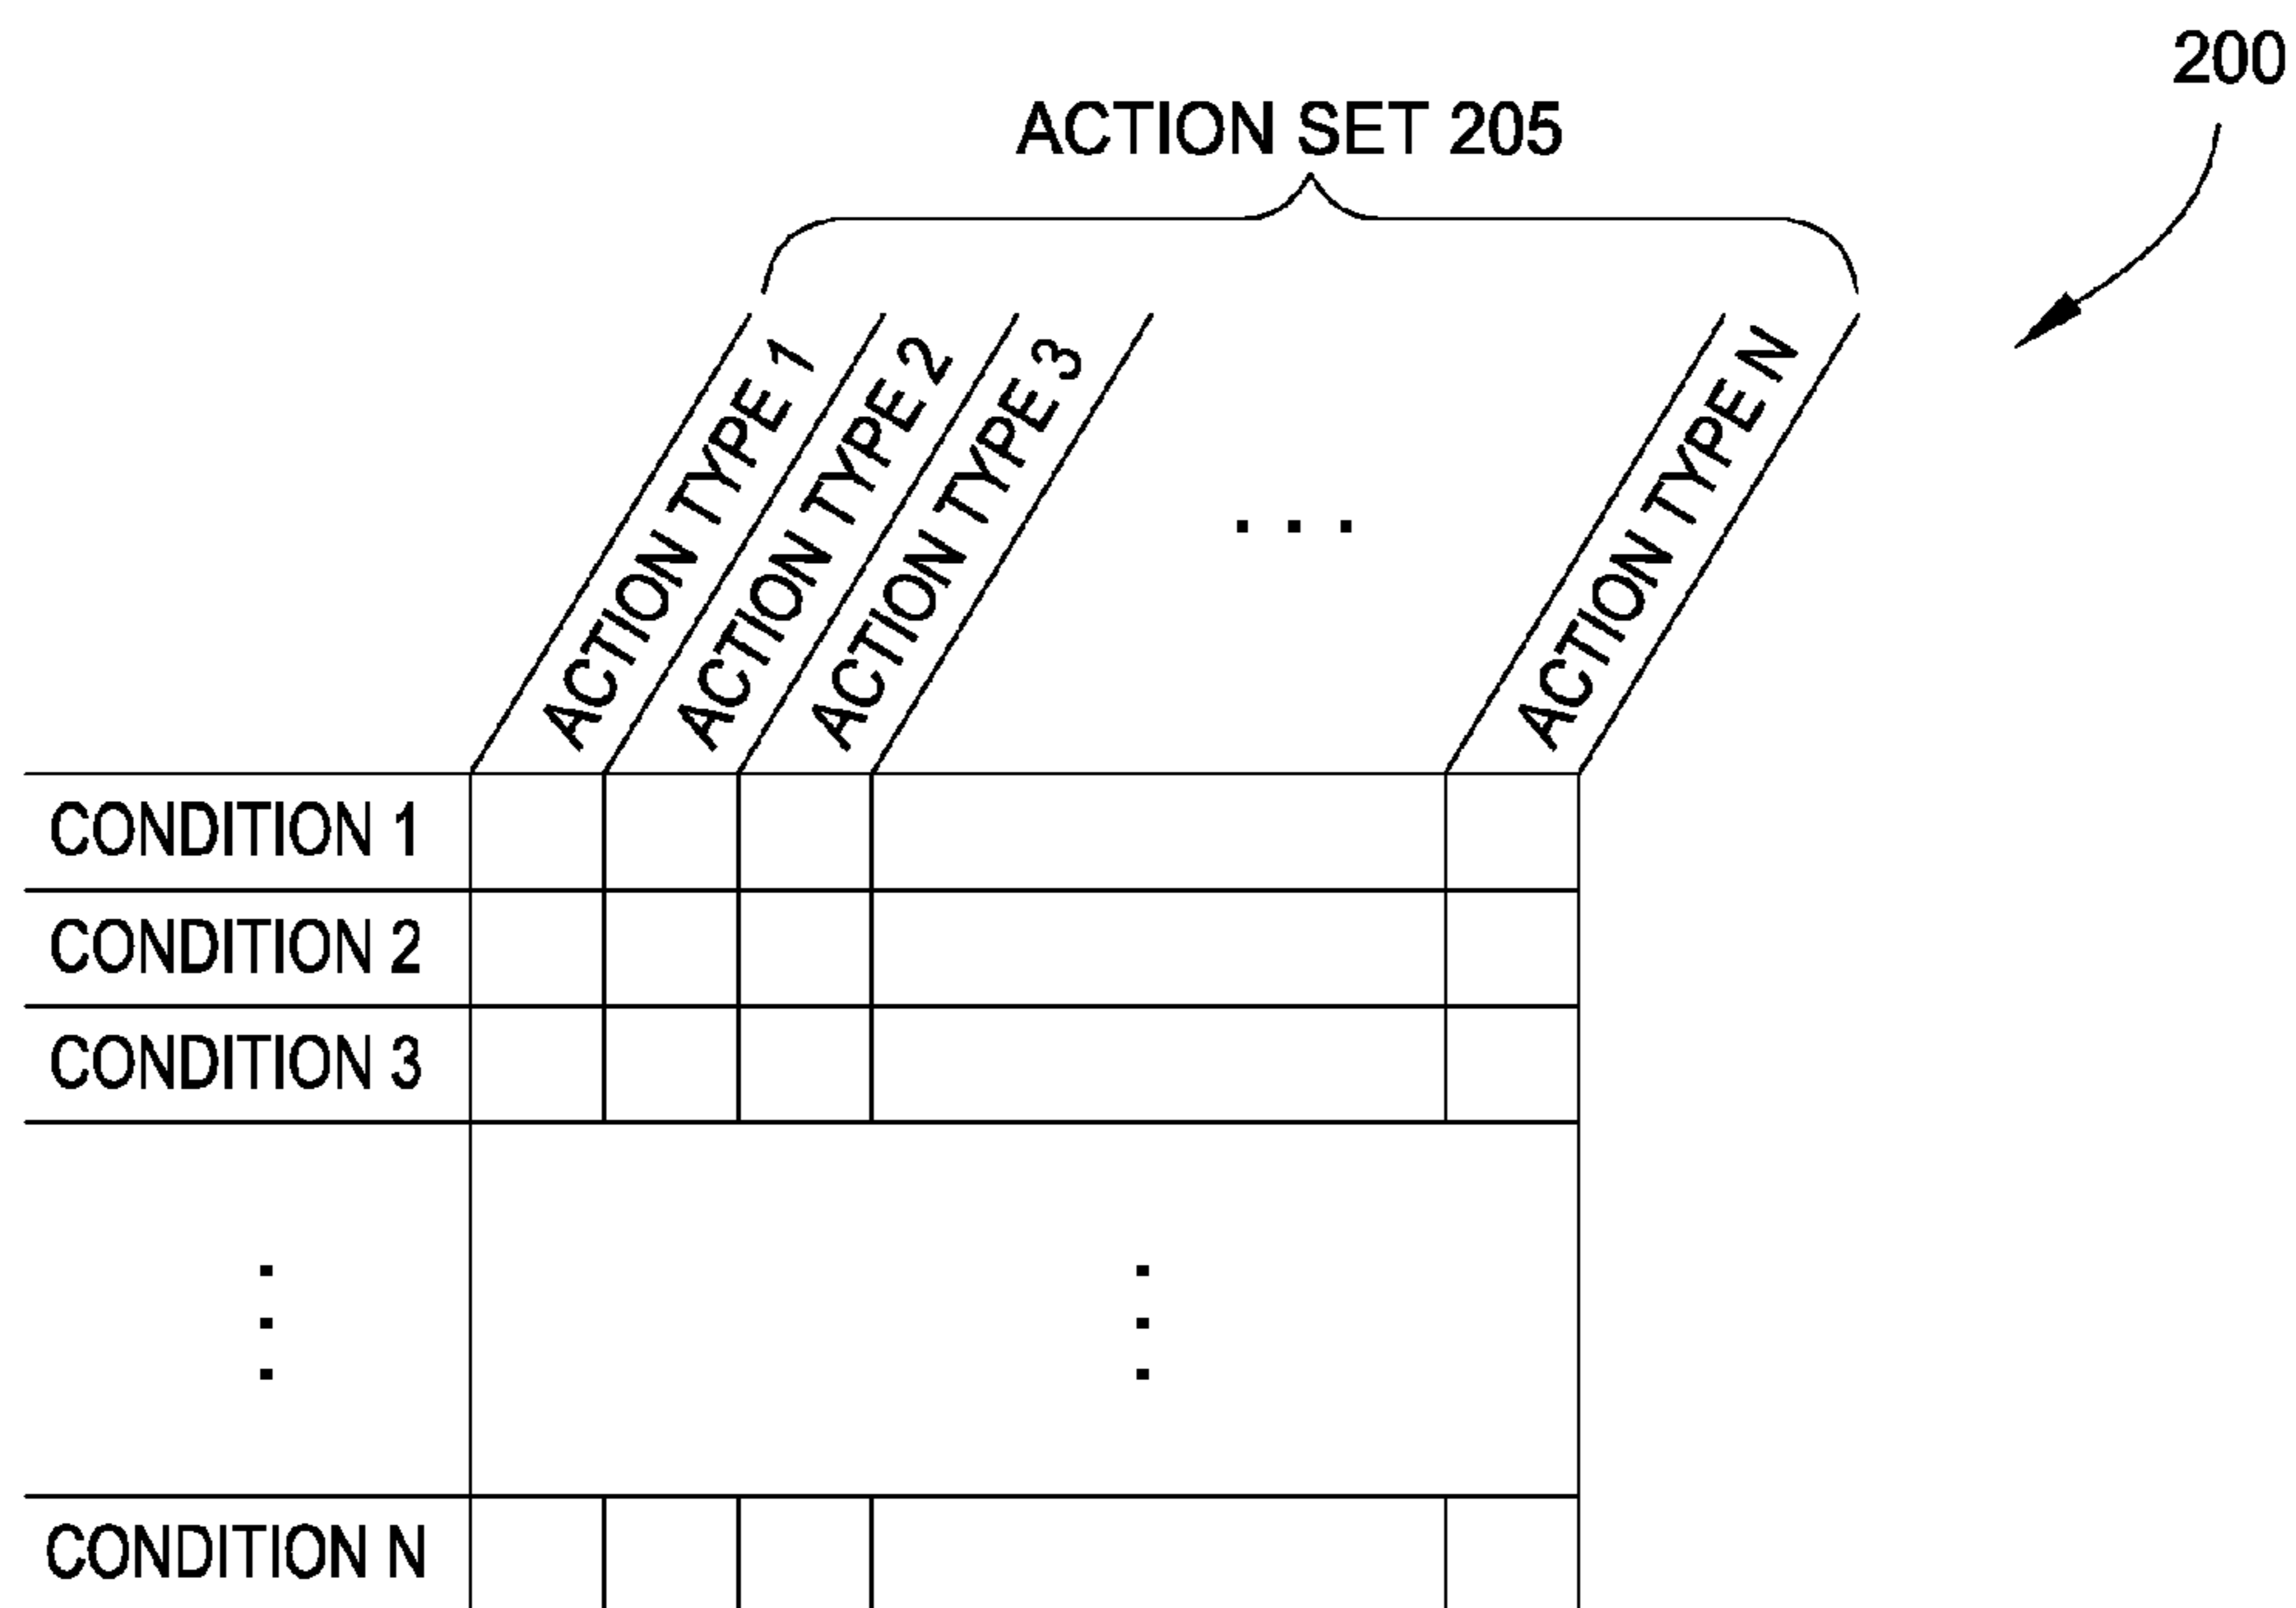 200
ACTION SET 205
ACTION TYPE 1
ACTION TYPE 2
ACTION TYPE 3
. . .
ACTION TYPE N
CONDITION 1
CONDITION 2
CONDITION 3
CONDITION N